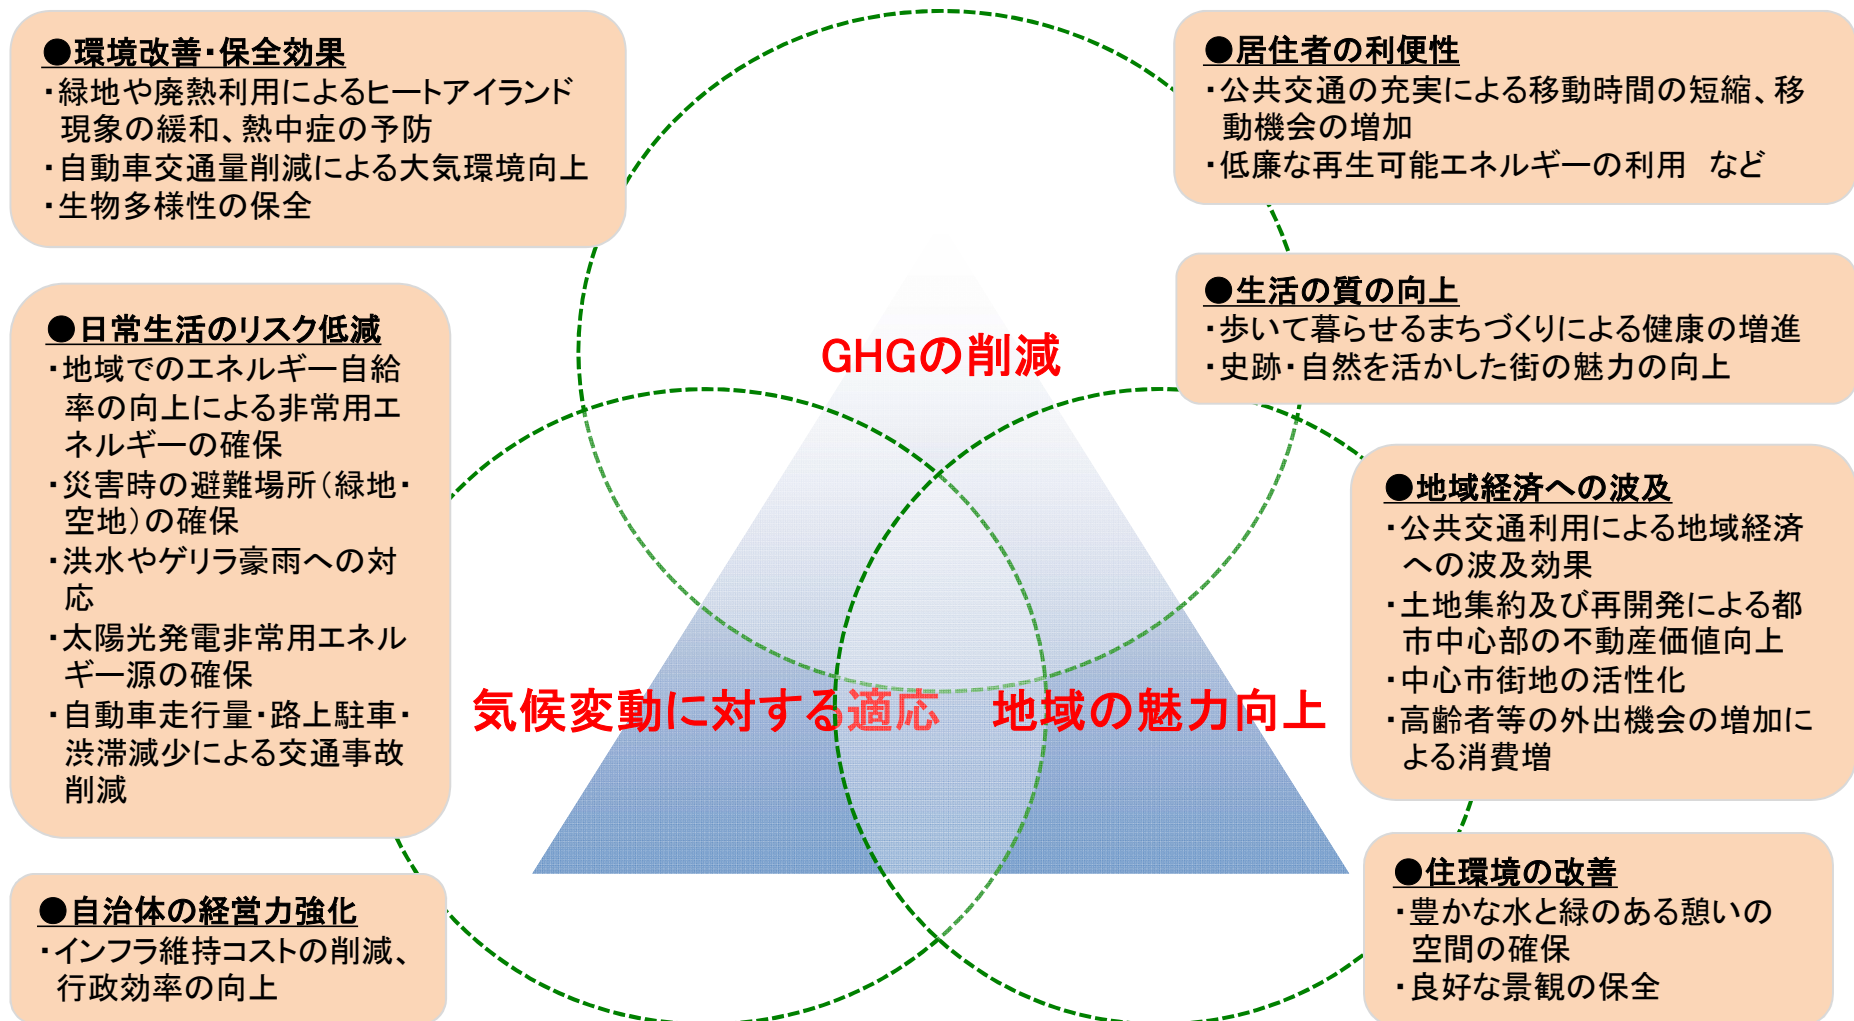 ●環境改善・保全効果
・緑地や廃熱利用によるヒートアイランド
現象の緩和、熱中症の予防
・自動車交通量削減による大気環境向上
・生物多様性の保全
●日常生活のリスク低減
・地域でのエネルギー自給
率の向上による非常用エ
ネルギーの確保
・災害時の避難場所（緑地・
空地）の確保
・洪水やゲリラ豪雨への対
応
・太陽光発電非常用エネル
ギー源の確保
・自動車走行量・路上駐車・
渋滞減少による交通事故
削減
●自治体の経営力強化
・インフラ維持コストの削減、
行政効率の向上
GHGの削減
気候変動に対する適応
地域の魅力向上
●居住者の利便性
・公共交通の充実による移動時間の短縮、移
動機会の増加
・低廉な再生可能エネルギーの利用　など
●生活の質の向上
・歩いて暮らせるまちづくりによる健康の増進
・史跡・自然を活かした街の魅力の向上
●地域経済への波及
・公共交通利用による地域経済
への波及効果
・土地集約及び再開発による都
市中心部の不動産価値向上
・中心市街地の活性化
・高齢者等の外出機会の増加に
よる消費増
●住環境の改善
・豊かな水と緑のある憩いの
空間の確保
・良好な景観の保全